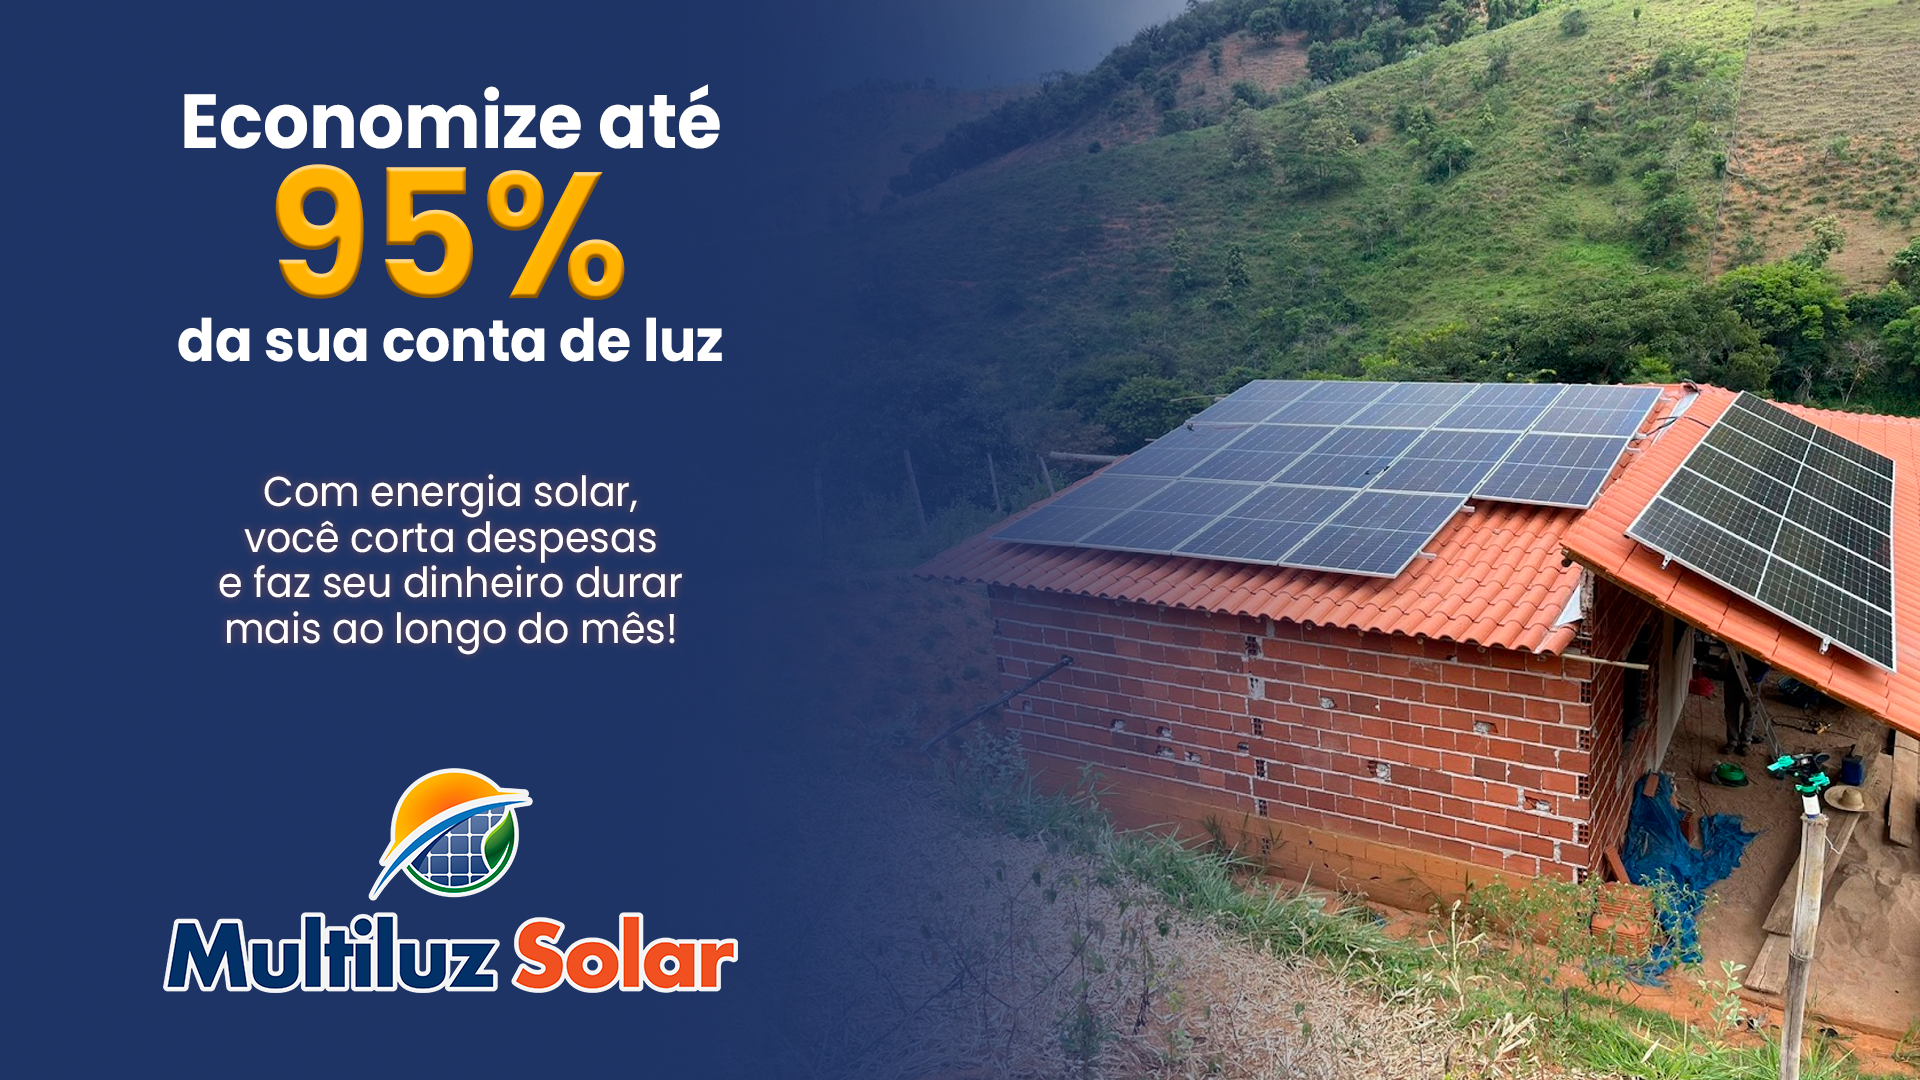 Economize até
95%
da sua conta de luz
Com energia solar,
você corta despesas
e faz seu dinheiro durar
mais ao longo do mês!
Multiluz Solar